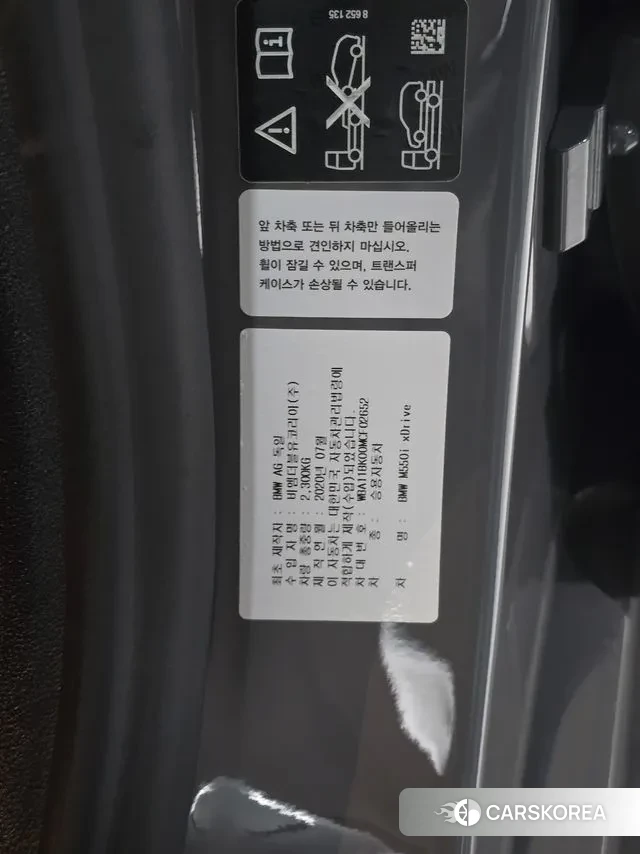 8 652 135
앞 차축 또는 뒤 차축만 들어올리는
방법으로 견인하지 마십시오.
휠이 잠길 수 있으며, 트랜스퍼
케이스가 손상될 수 있습니다.
최초 제작자 : BMW AG 독일
수 입 자 명 : 비엠더블유코리아(주)
차량 총중량 : 2,300KG
제 작 연 월 : 2020년 07월
이 자동차는 대한민국 자동차관리법령에
적합하게 제작(수입)되었습니다.
차 대 번 호 : WBA11BK00MCF02652
차 종 : 승용자동차
차 명 : BMW M550i xDrive
CARSKOREA